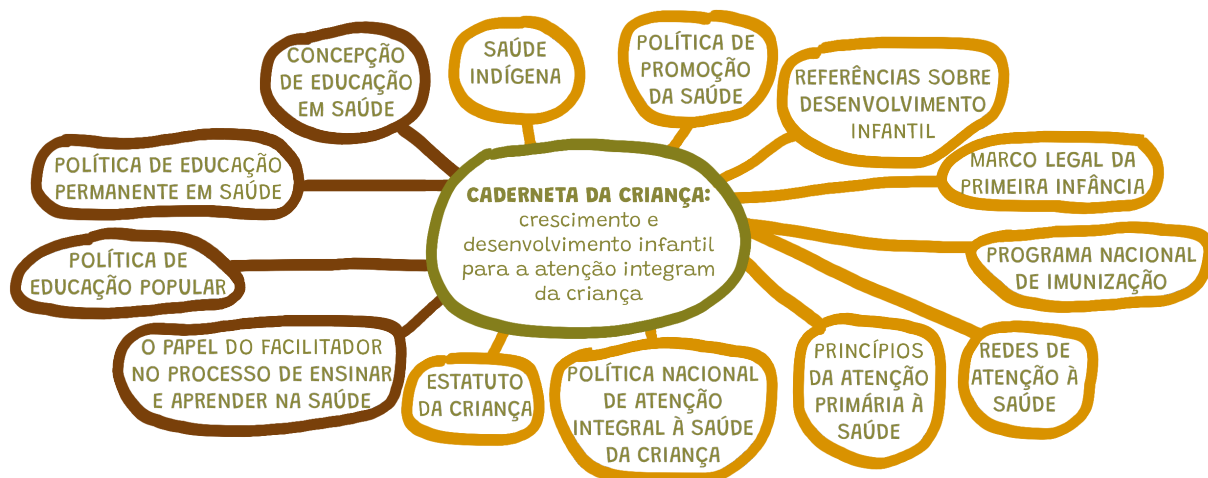 CONCEPÇÃO
DE EDUCAÇÃO
EM SAÚDE
SAÚDE
INDÍGENA
POLÍTICA DE
PROMOÇÃO
DA SAÚDE
REFERÊNCIAS SOBRE
DESENVOLVIMENTO
INFANTIL
POLÍTICA DE EDUCAÇÃO
PERMANENTE EM SAÚDE
MARCO LEGAL DA
PRIMEIRA INFÂNCIA
CADERNETA DA CRIANÇA:
crescimento e
desenvolvimento infantil
para a atenção integram
da criança
POLÍTICA DE
EDUCAÇÃO POPULAR
PROGRAMA NACIONAL
DE IMUNIZAÇÃO
O PAPEL DO FACILITADOR
NO PROCESSO DE ENSINAR
E APRENDER NA SAÚDE
ESTATUTO
DA CRIANÇA
POLÍTICA NACIONAL
DE ATENÇÃO
INTEGRAL À SAÚDE
DA CRIANÇA
PRINCÍPIOS
DA ATENÇÃO
PRIMÁRIA À
SAÚDE
REDES DE
ATENÇÃO À
SAÚDE